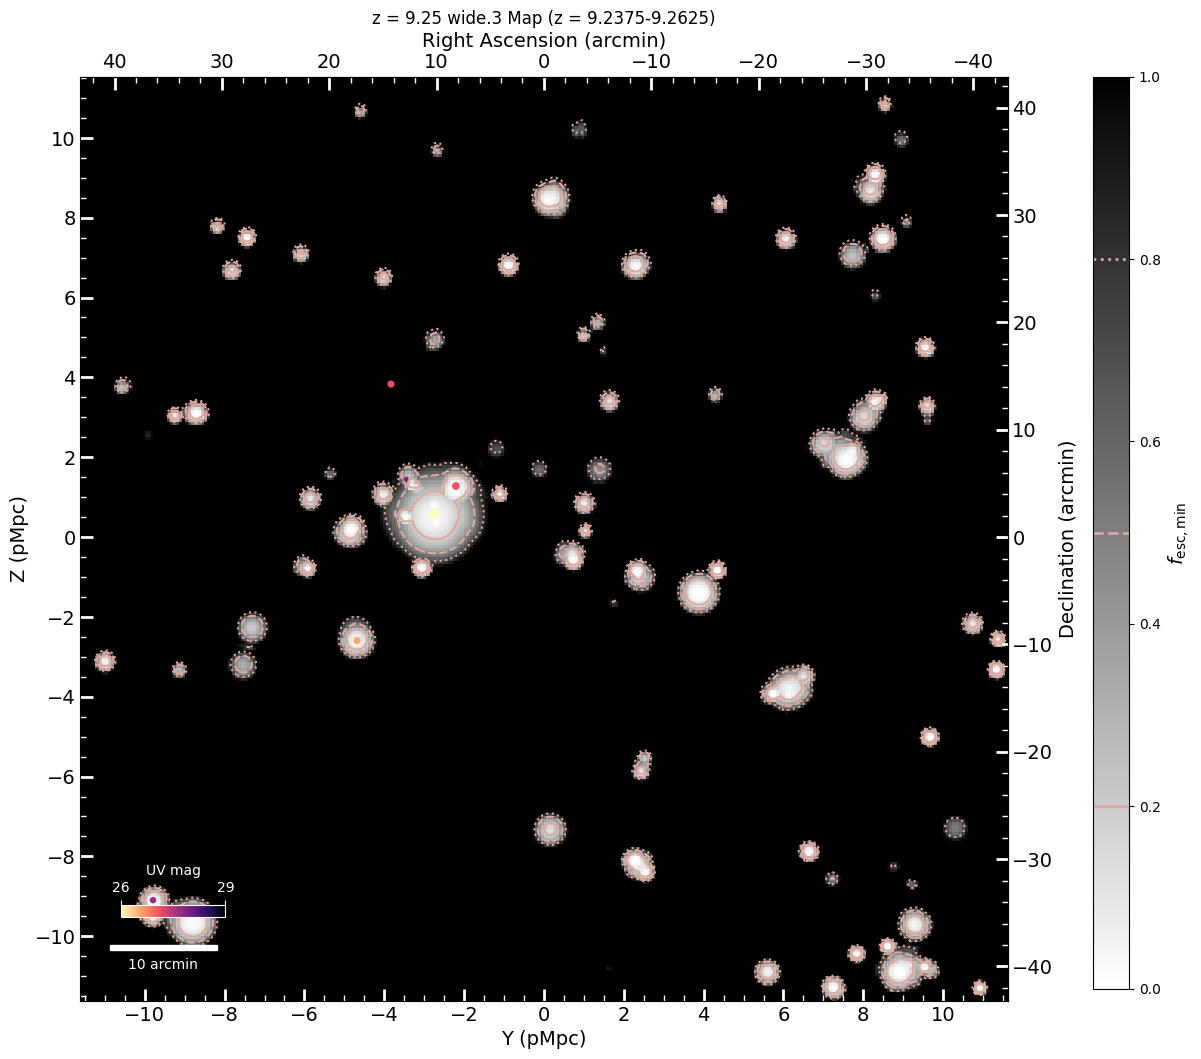 z = 9.25 wide.3 Map (z = 9.2375-9.2625)
Right Ascension (arcmin)
40 30 20 10 0 −10 −20 −30 −40
10
8
6
4
2
0
−2
−4
−6
−8
−10
Z (pMpc)
40
30
20
10
0
−10
−20
−30
−40
Declination (arcmin)
UV mag
26 29
10 arcmin
−10 −8 −6 −4 −2 0 2 4 6 8 10
Y (pMpc)
1.0
0.8
0.6
0.4
0.2
0.0
fesc,min